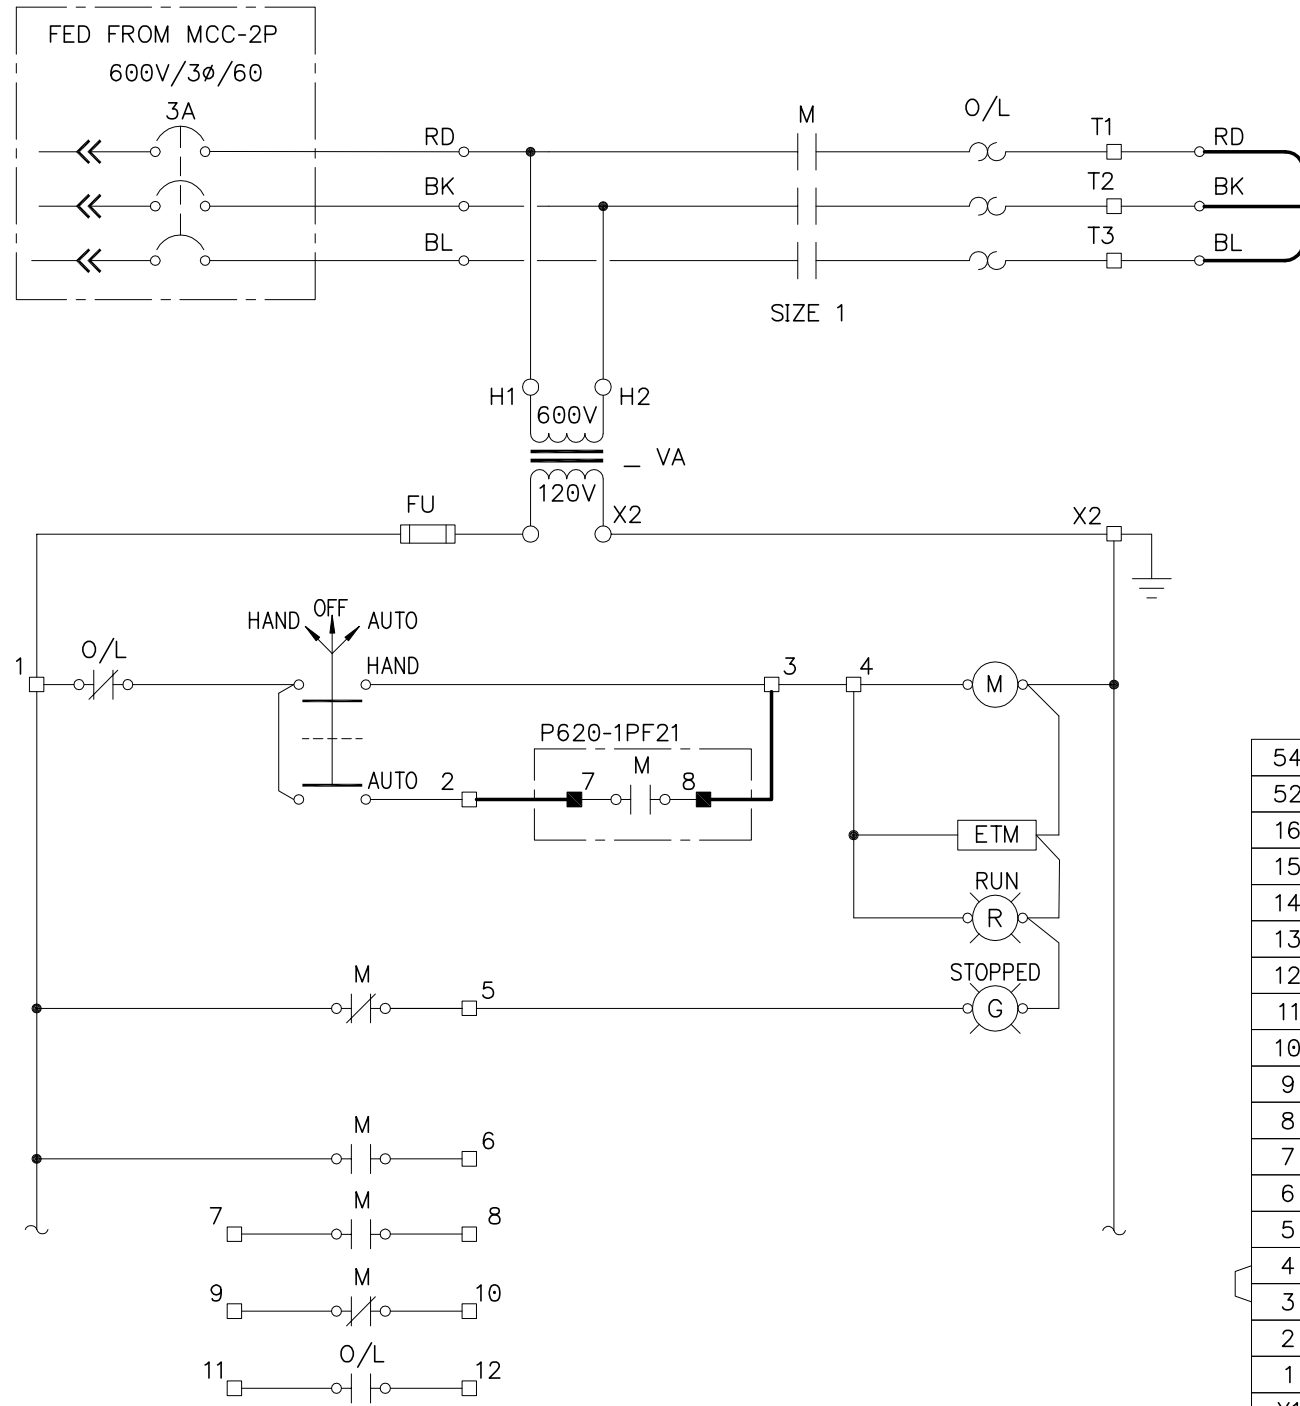 FED FROM MCC-2P
600V/3ø/60
3A
RD
BK
BL
M
SIZE 1
O/L
T1
T2
T3
RD
BK
BL
H1
H2
600V
_ VA
120V
FU
X2
X2
HAND
OFF
AUTO
1
O/L
HAND
3
4
M
P620-1PF21
AUTO
2
7
M
8
ETM
RUN
R
STOPPED
G
M
5
M
6
7
M
8
9
M
10
11
O/L
12
54
52
16
15
14
13
12
11
10
9
8
7
6
5
4
3
2
1